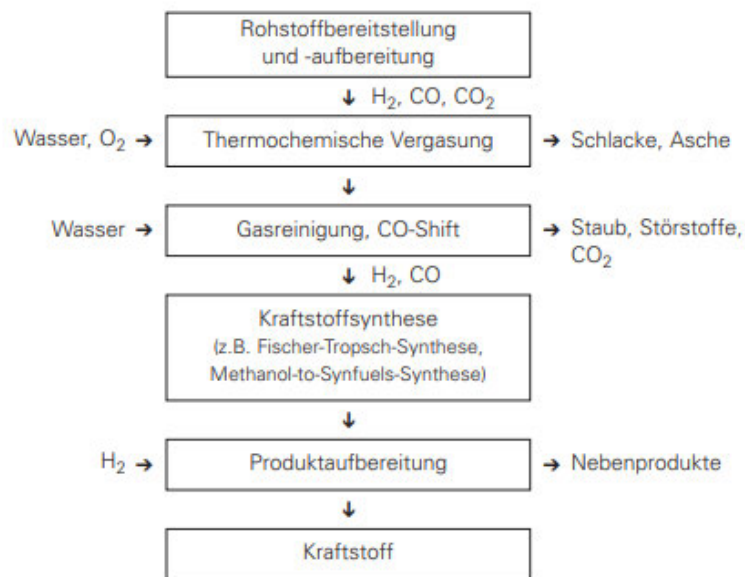 Rohstoffbereitstellung
und -aufbereitung
↓ H₂, CO, CO₂
Wasser, O₂ → Thermochemische Vergasung → Schlacke, Asche
↓
Wasser → Gasreinigung, CO-Shift → Staub, Störstoffe,
CO₂
↓ H₂, CO
Kraftstoffsynthese
(z.B. Fischer-Tropsch-Synthese,
Methanol-to-Synfuels-Synthese)
↓
H₂ → Produktaufbereitung → Nebenprodukte
↓
Kraftstoff